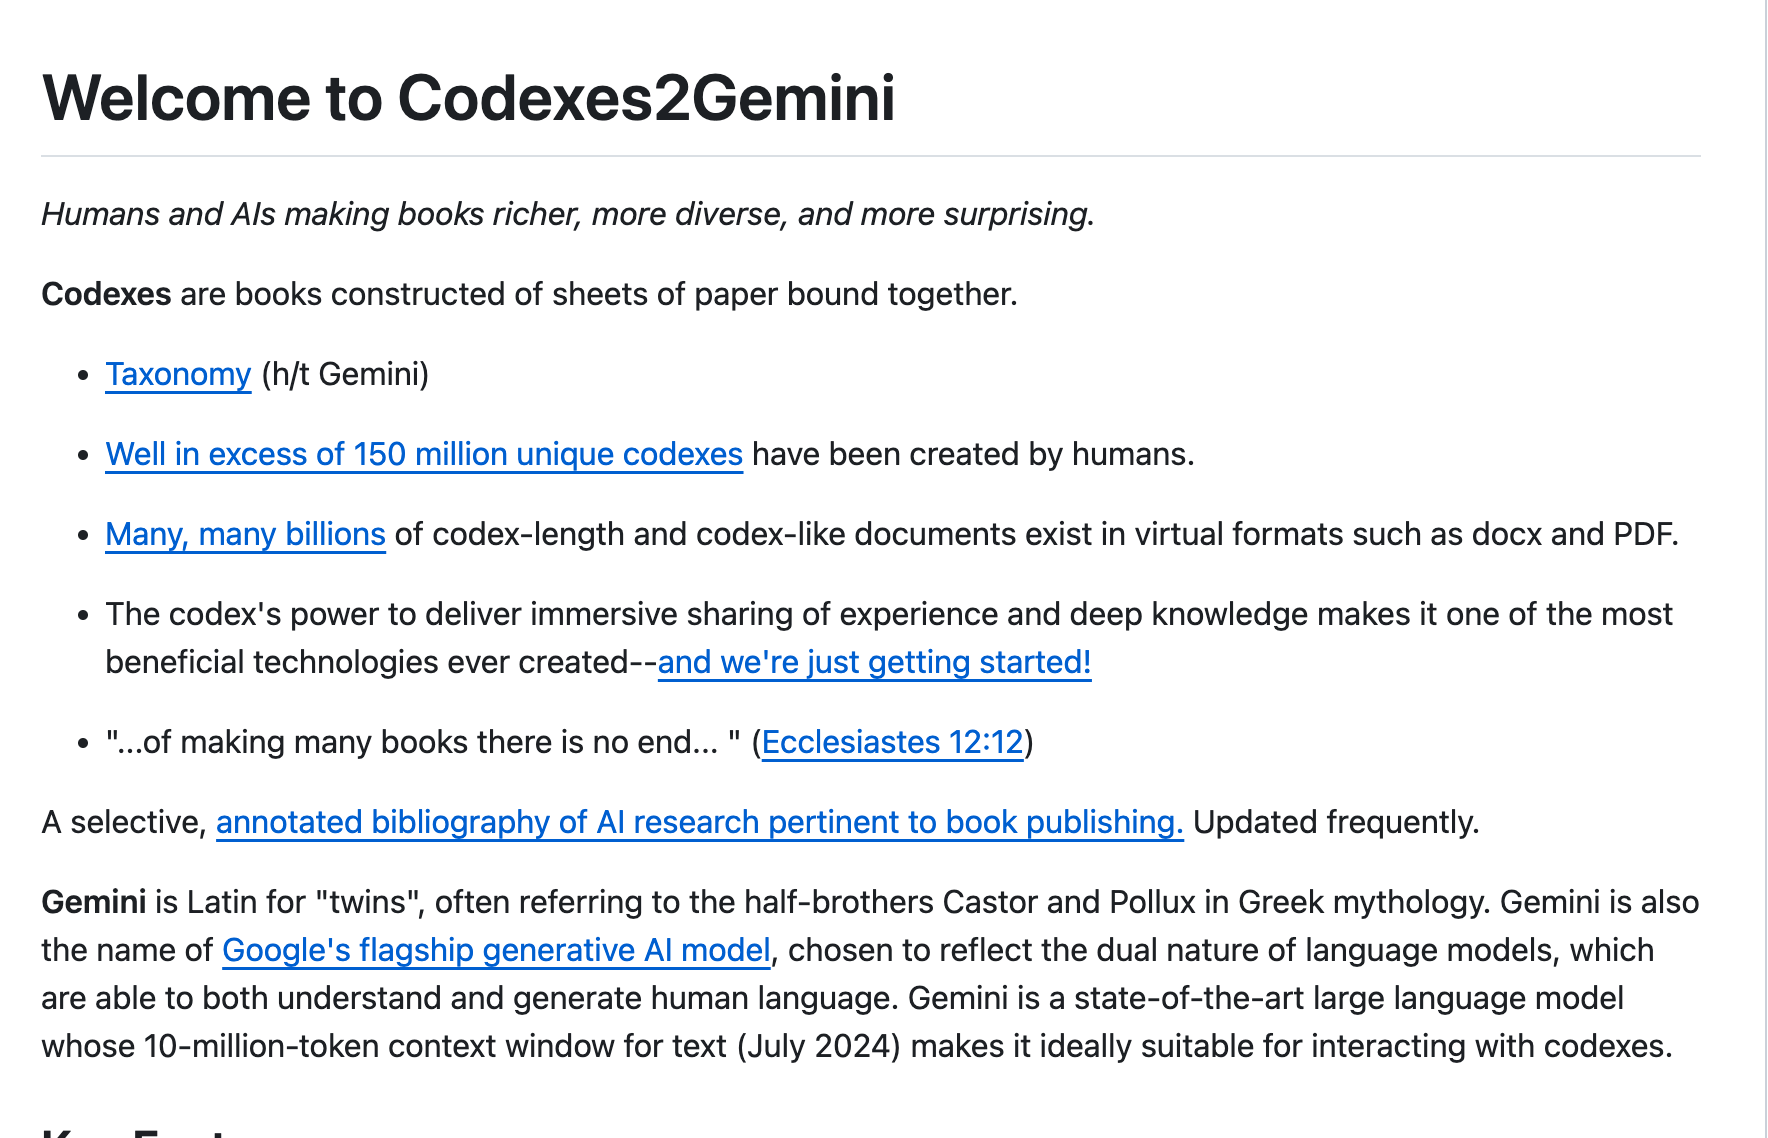 Welcome to Codexes2Gemini
Humans and AIs making books richer, more diverse, and more surprising.
Codexes are books constructed of sheets of paper bound together.
• Taxonomy (h/t Gemini)
• Well in excess of 150 million unique codexes have been created by humans.
• Many, many billions of codex-length and codex-like documents exist in virtual formats such as docx and PDF.
• The codex's power to deliver immersive sharing of experience and deep knowledge makes it one of the most
beneficial technologies ever created--and we're just getting started!
• "...of making many books there is no end... " (Ecclesiastes 12:12)
A selective, annotated bibliography of AI research pertinent to book publishing. Updated frequently.
Gemini is Latin for "twins", often referring to the half-brothers Castor and Pollux in Greek mythology. Gemini is also
the name of Google's flagship generative AI model, chosen to reflect the dual nature of language models, which
are able to both understand and generate human language. Gemini is a state-of-the-art large language model
whose 10-million-token context window for text (July 2024) makes it ideally suitable for interacting with codexes.